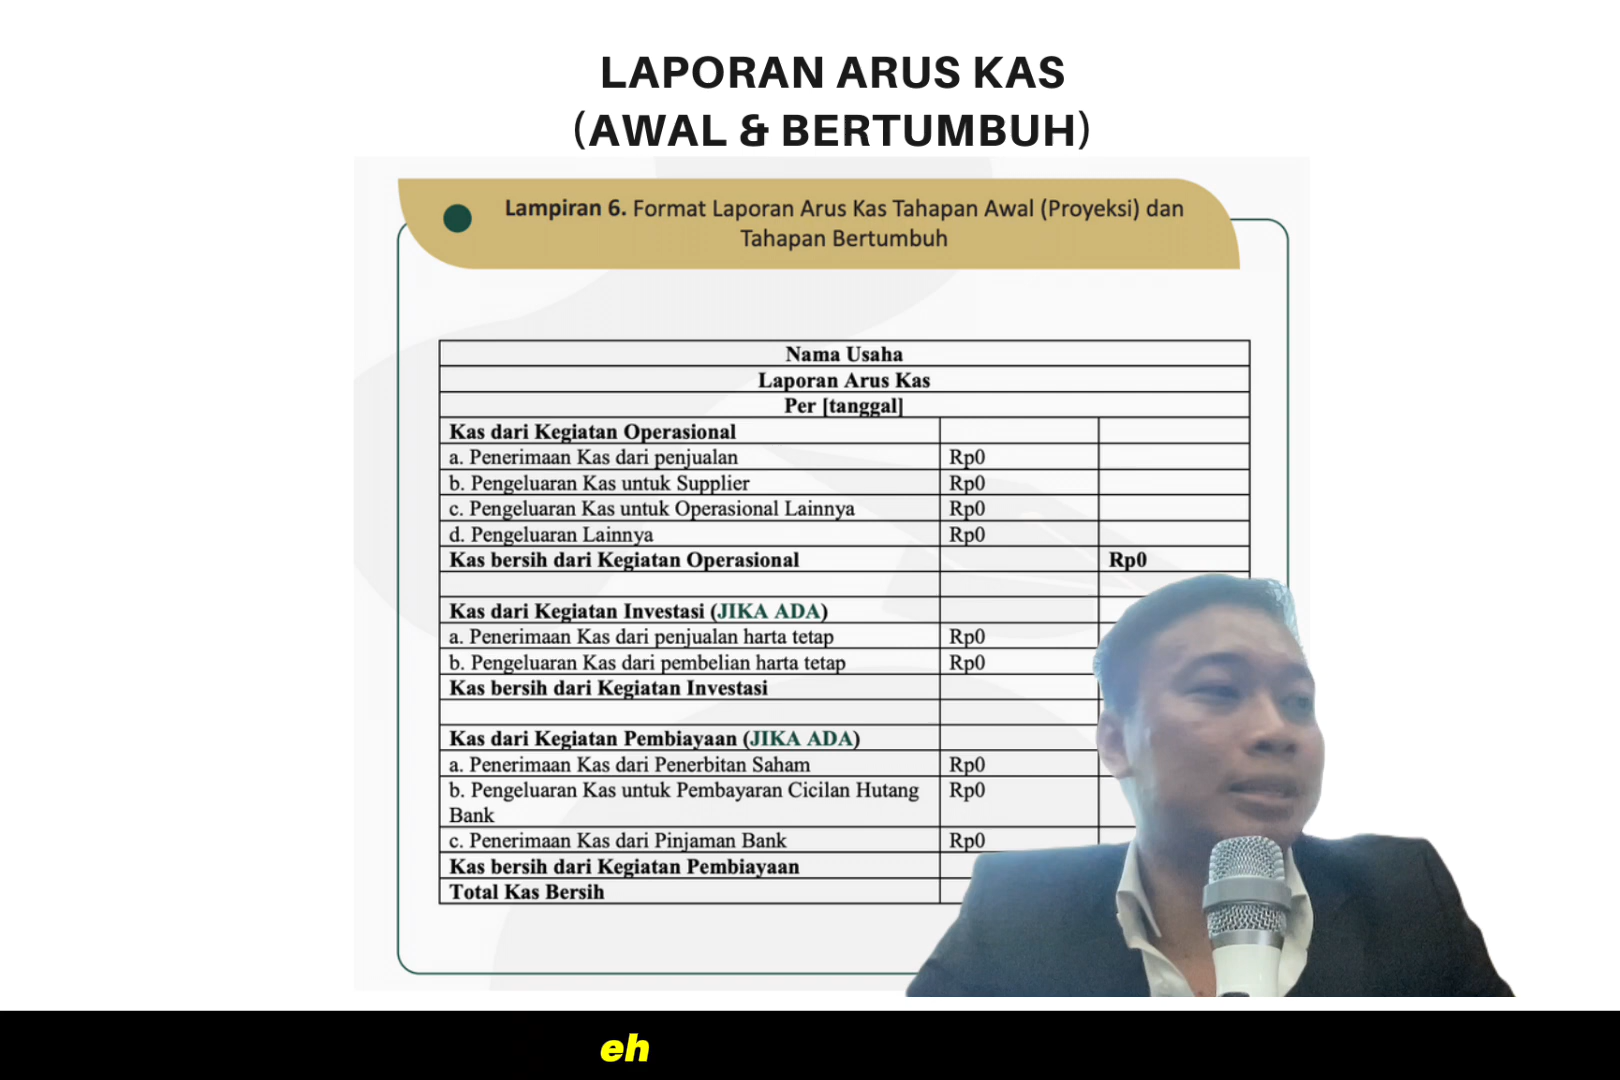 LAPORAN ARUS KAS
(AWAL & BERTUMBUH)
Lampiran 6. Format Laporan Arus Kas Tahapan Awal (Proyeksi) dan
Tahapan Bertumbuh
Nama Usaha
Laporan Arus Kas
Per [tanggal]
Kas dari Kegiatan Operasional
a. Penerimaan Kas dari penjualan Rp0
b. Pengeluaran Kas untuk Supplier Rp0
c. Pengeluaran Kas untuk Operasional Lainnya Rp0
d. Pengeluaran Lainnya Rp0
Kas bersih dari Kegiatan Operasional Rp0
Kas dari Kegiatan Investasi (JIKA ADA)
a. Penerimaan Kas dari penjualan harta tetap Rp0
b. Pengeluaran Kas dari pembelian harta tetap Rp0
Kas bersih dari Kegiatan Investasi
Kas dari Kegiatan Pembiayaan (JIKA ADA)
a. Penerimaan Kas dari Penerbitan Saham Rp0
b. Pengeluaran Kas untuk Pembayaran Cicilan Hutang Rp0
Bank
c. Penerimaan Kas dari Pinjaman Bank Rp0
Kas bersih dari Kegiatan Pembiayaan
Total Kas Bersih
eh